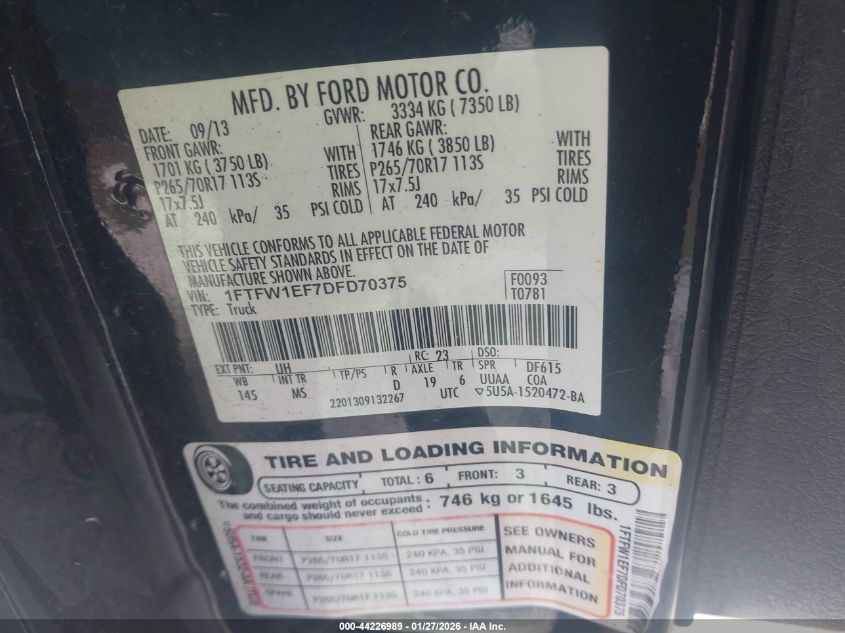 MFD. BY FORD MOTOR CO.
DATE: 09/13
GVWR: 3334 KG ( 7350 LB)
FRONT GAWR:
1701 KG ( 3750 LB)
P265/70R17 113S
17x7.5J
WITH
TIRES
RIMS
AT 240 kPa/ 35 PSI COLD
REAR GAWR:
1746 KG ( 3850 LB)
P265/70R17 113S
17x7.5J
WITH
TIRES
RIMS
AT 240 kPa/ 35 PSI COLD
THIS VEHICLE CONFORMS TO ALL APPLICABLE FEDERAL MOTOR
VEHICLE SAFETY STANDARDS IN EFFECT ON THE DATE OF
MANUFACTURE SHOWN ABOVE.
VIN: 1FTFW1EF7DFD70375
TYPE: Truck
F0093
T0781
EXT PNT: UH RC: 23 DSO:
WB INT TR TP/PS R AXLE TR SPR DF615
145 MS D 19 6 UUAA COA
2201309132267 UTC 5U5A-1520472-BA
TIRE AND LOADING INFORMATION
SEATING CAPACITY TOTAL : 6 FRONT: 3 REAR: 3
The combined weight of occupants and cargo should never exceed : 746 kg or 1645 lbs.
TIRE SIZE COLD TIRE PRESSURE
FRONT P265/70R17 113S 240 KPA, 35 PSI
REAR P265/70R17 113S 240 KPA, 35 PSI
SPARE P265/70R17 113S 240 KPA, 35 PSI
SEE OWNERS
MANUAL FOR
ADDITIONAL
INFORMATION
1FTFW1EF7DFD70375
000-44226989 - 01/27/2026 - IAA Inc.